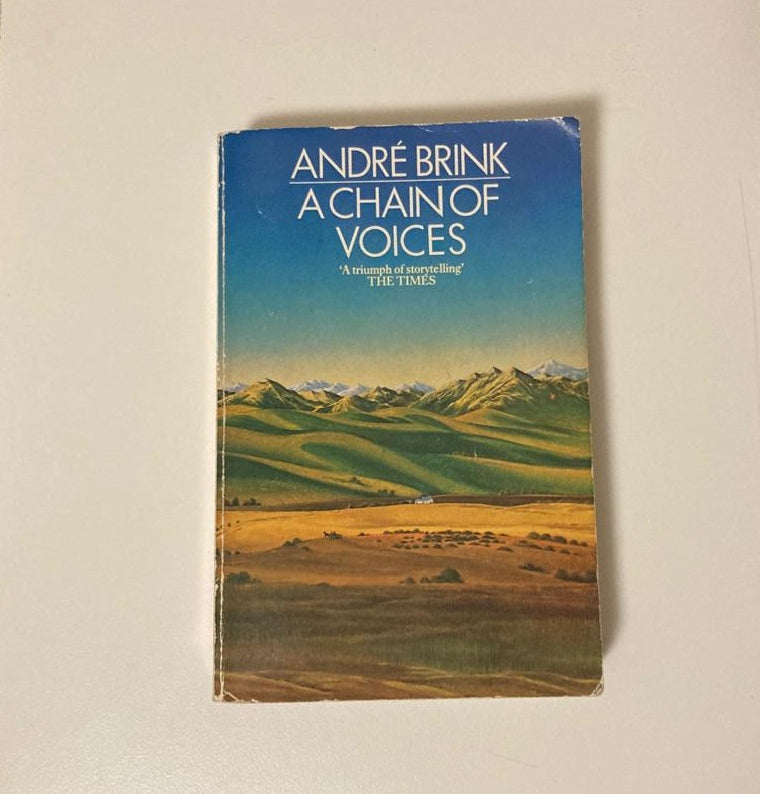 ANDRÉ BRINK
A CHAIN OF
VOICES
‘A triumph of storytelling’
THE TIMES